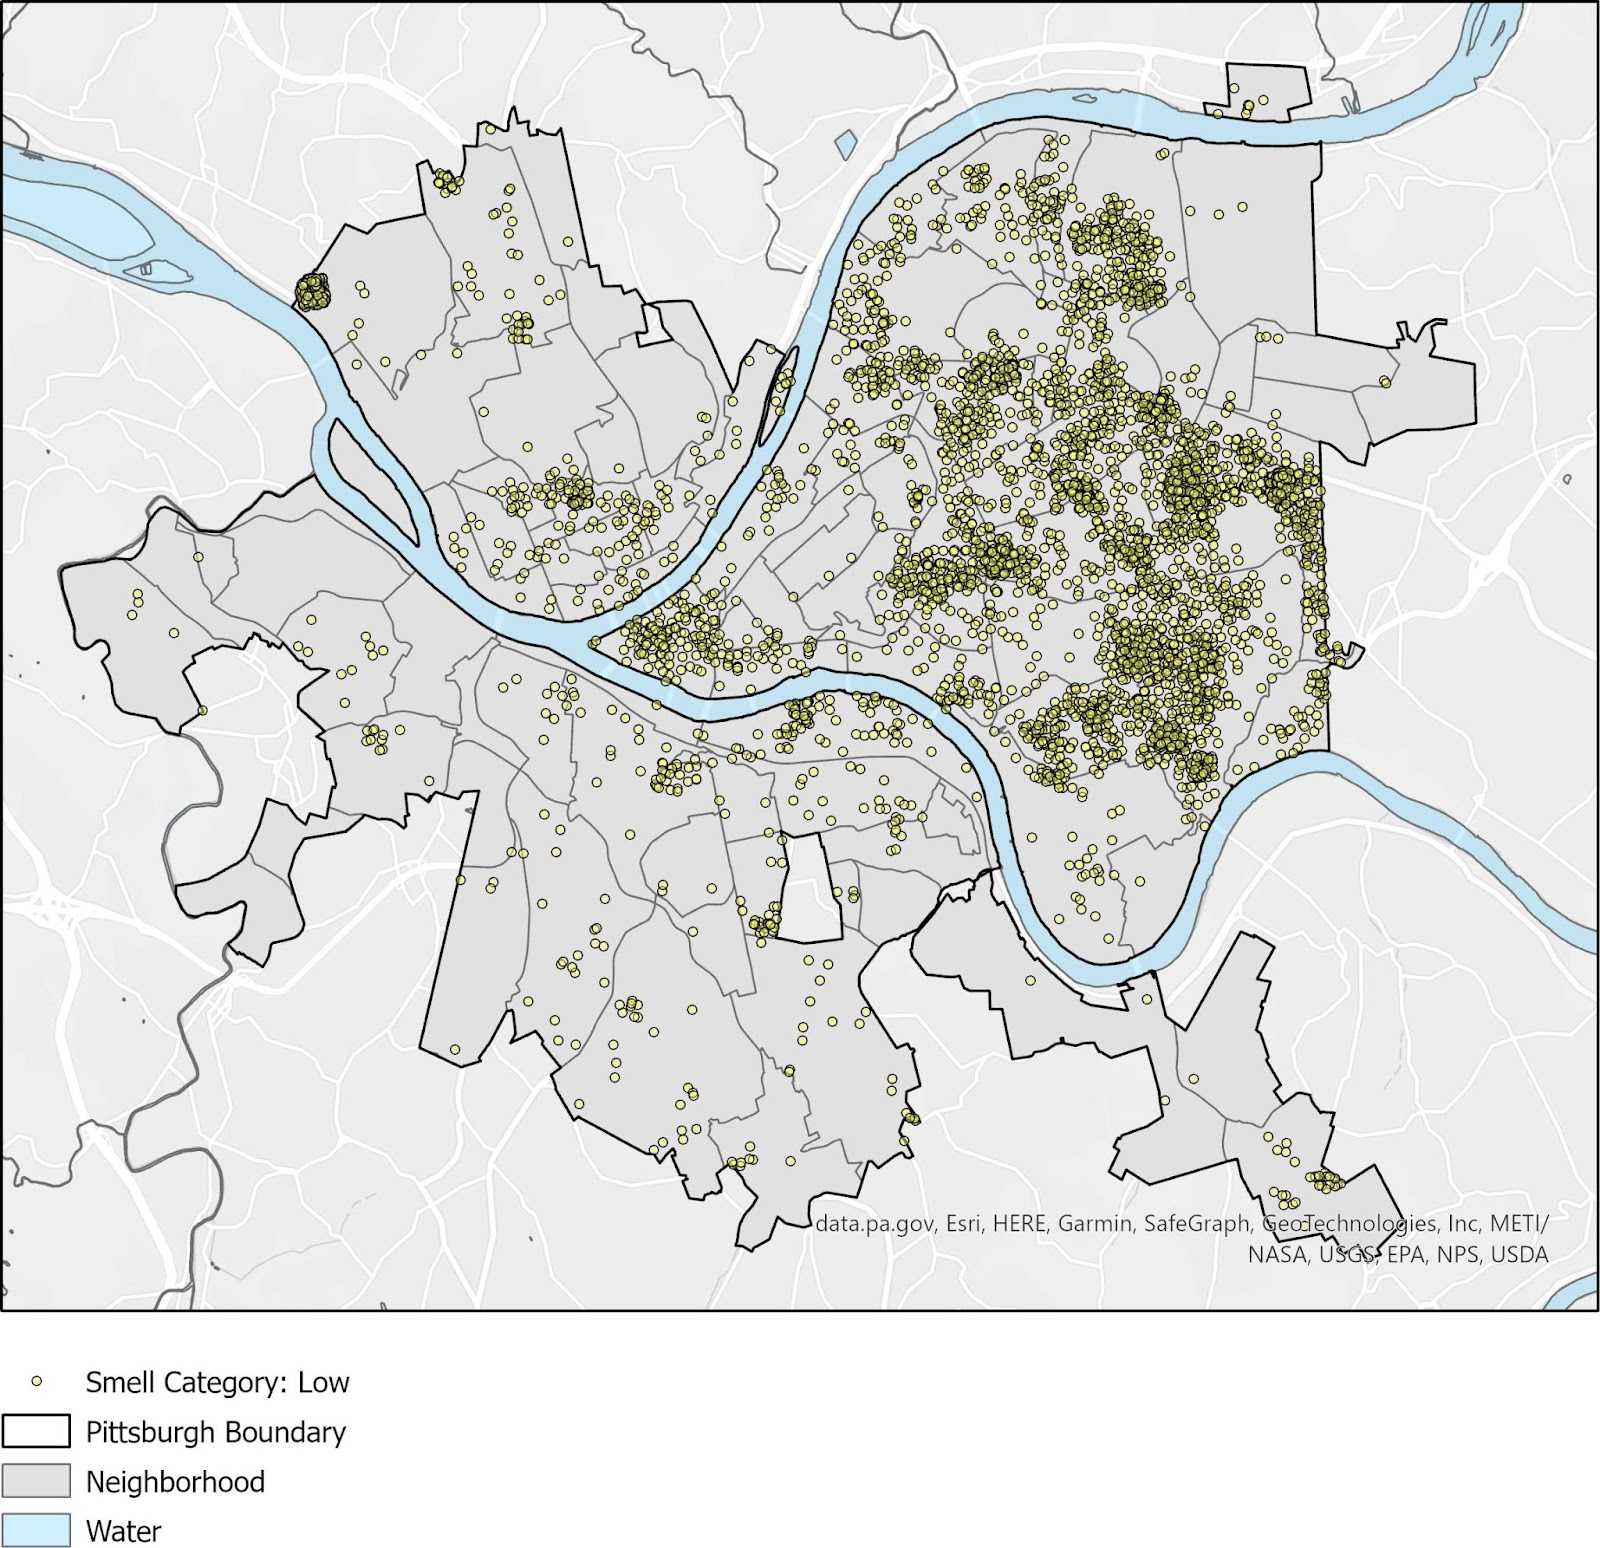 data.pa.gov, Esri, HERE, Garmin, SafeGraph, GeoTechnologies, Inc, METI/
NASA, USGS, EPA, NPS, USDA
Smell Category: Low
Pittsburgh Boundary
Neighborhood
Water